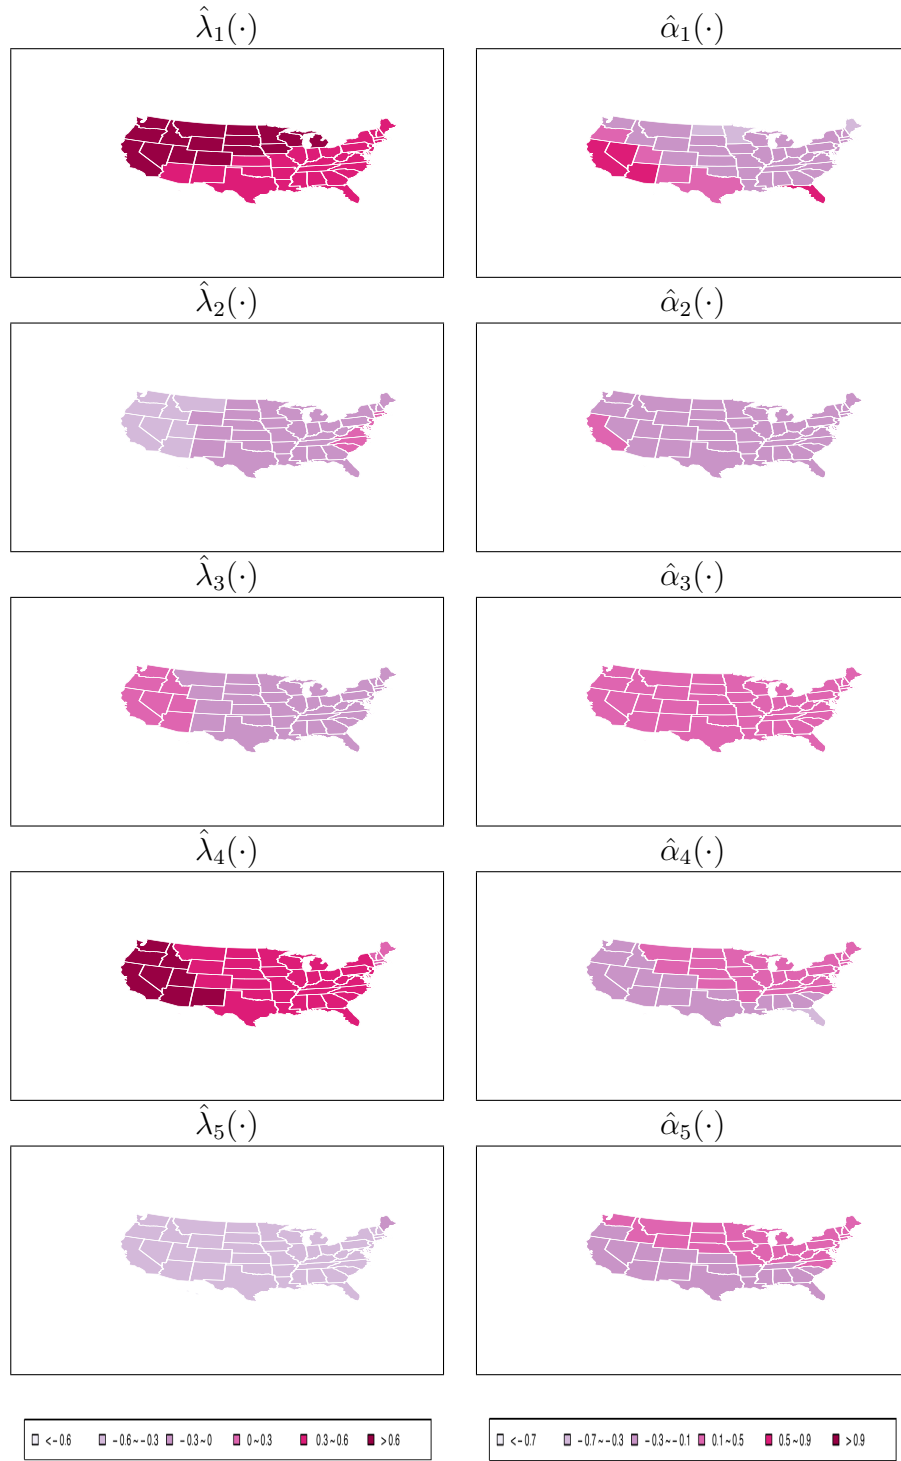 λ̂₁(·) α̂₁(·)
λ̂₂(·) α̂₂(·)
λ̂₃(·) α̂₃(·)
λ̂₄(·) α̂₄(·)
λ̂₅(·) α̂₅(·)
< −0.6 −0.6 ~ −0.3 −0.3 ~ 0 0 ~ 0.3 0.3 ~ 0.6 > 0.6
< −0.7 −0.7 ~ −0.3 −0.3 ~ −0.1 0.1 ~ 0.5 0.5 ~ 0.9 > 0.9